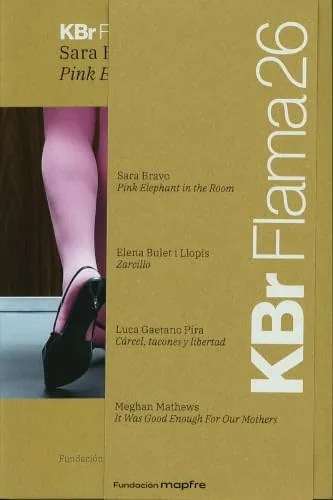 KBr F
Sara B
Pink E
Sara Bravo
Pink Elephant in the Room
Elena Bulet i Llopis
Zarcillo
Luca Gaetano Pira
Cárcel, tacones y libertad
Meghan Mathews
It Was Good Enough For Our Mothers
KBr Flama 26
Fundación
Fundación mapfre